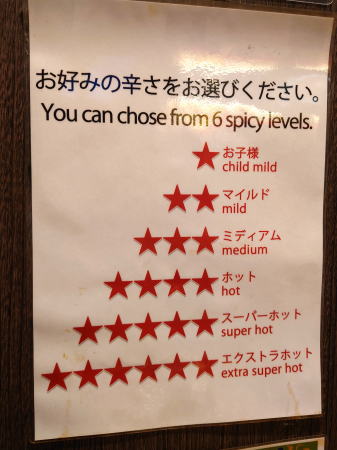 お好みの辛さをお選びください。
You can chose from 6 spicy levels.
★ お子様
child mild
★★ マイルド
mild
★★★ ミディアム
medium
★★★★ ホット
hot
★★★★★ スーパーホット
super hot
★★★★★★ エクストラホット
extra super hot